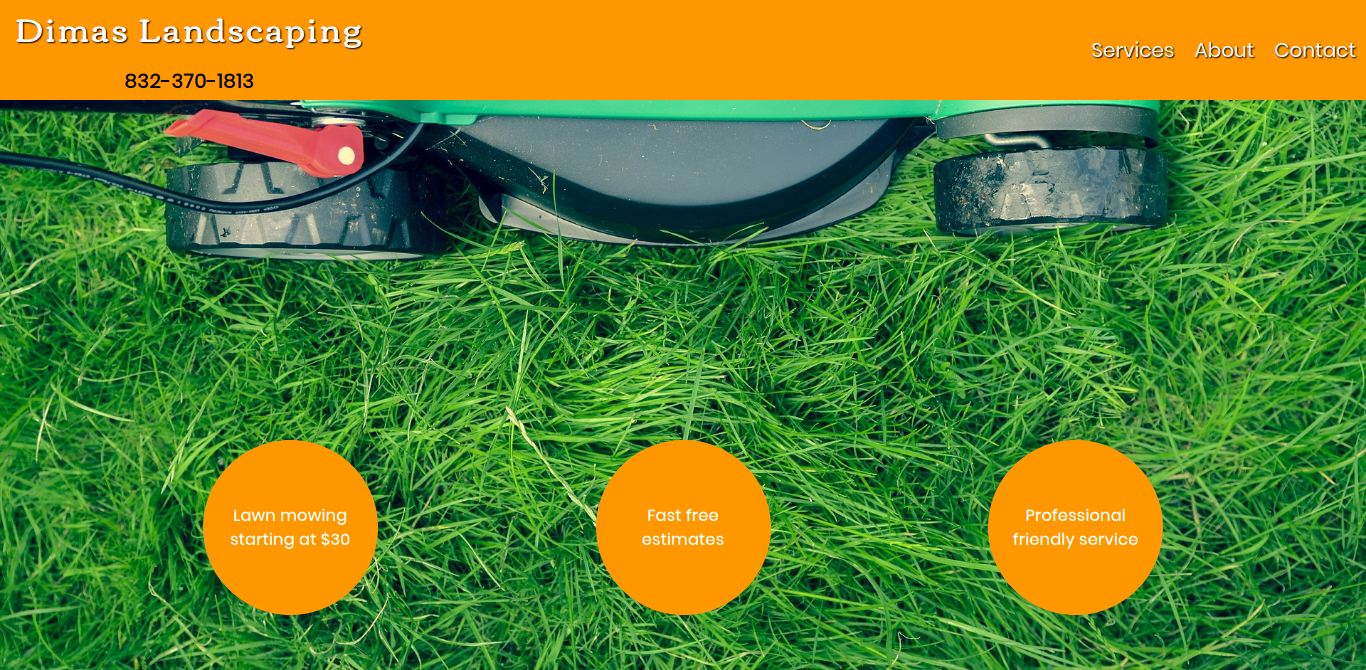 Dimas Landscaping
832-370-1813
Services About Contact
Lawn mowing
starting at $30
Fast free
estimates
Professional
friendly service